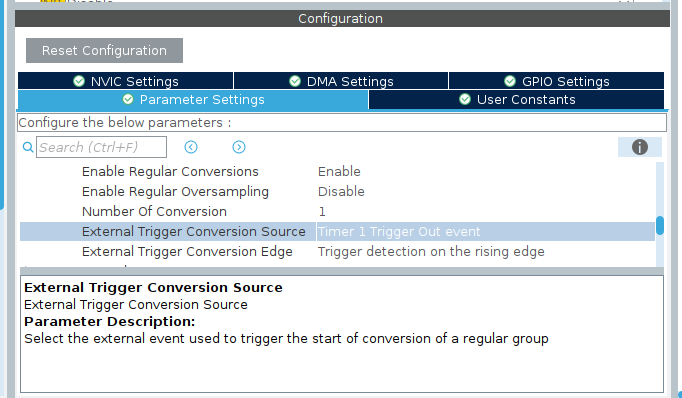 Configuration
Reset Configuration
NVIC Settings
DMA Settings
GPIO Settings
Parameter Settings
User Constants
Configure the below parameters :
Search (Ctrl+F)
Enable Regular Conversions Enable
Enable Regular Oversampling Disable
Number Of Conversion 1
External Trigger Conversion Source Timer 1 Trigger Out event
External Trigger Conversion Edge Trigger detection on the rising edge
External Trigger Conversion Source
External Trigger Conversion Source
Parameter Description:
Select the external event used to trigger the start of conversion of a regular group